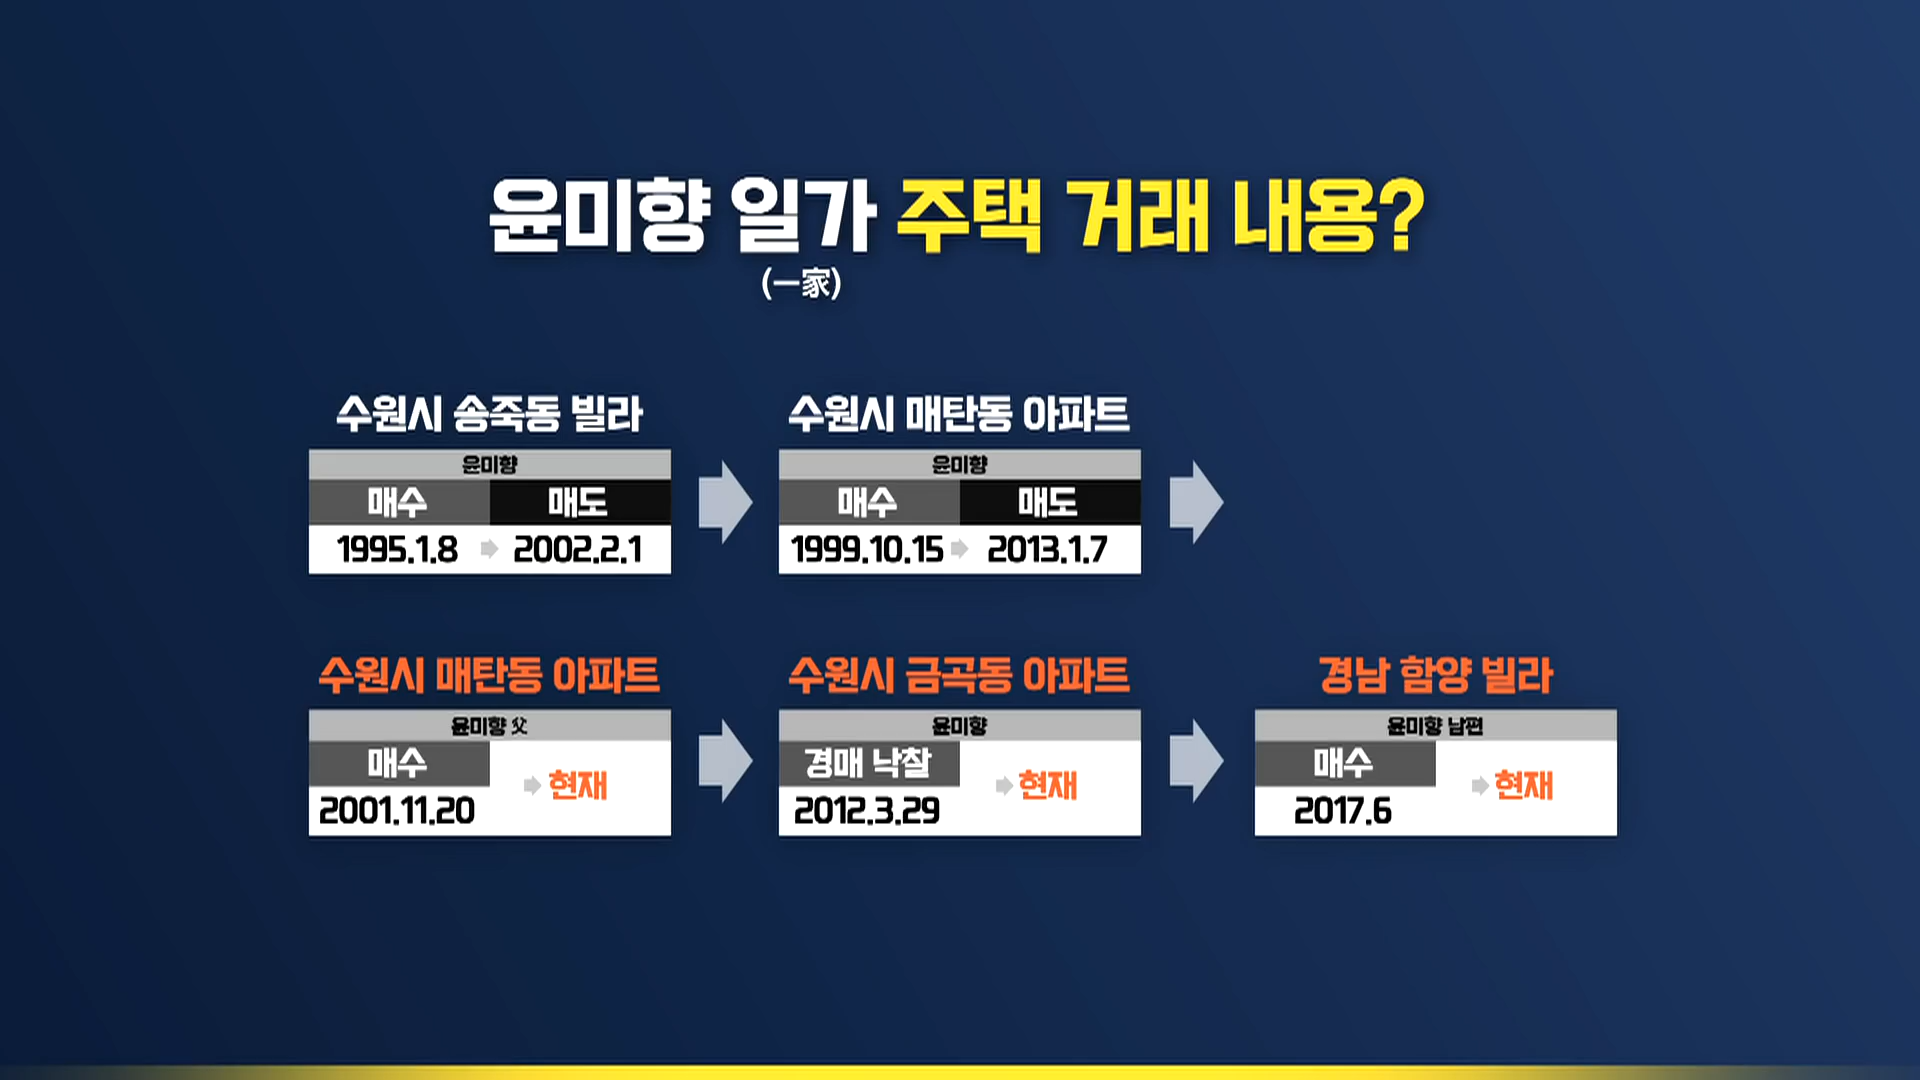 윤미향 일가 주택 거래 내용?
(一家)
수원시 송죽동 빌라
윤미향
매수 매도
1995.1.8 2002.2.1
수원시 매탄동 아파트
윤미향
매수 매도
1999.10.15 2013.1.7
수원시 매탄동 아파트
윤미향 父
매수
2001.11.20
현재
수원시 금곡동 아파트
윤미향
경매 낙찰
2012.3.29
현재
경남 함양 빌라
윤미향 남편
매수
2017.6
현재